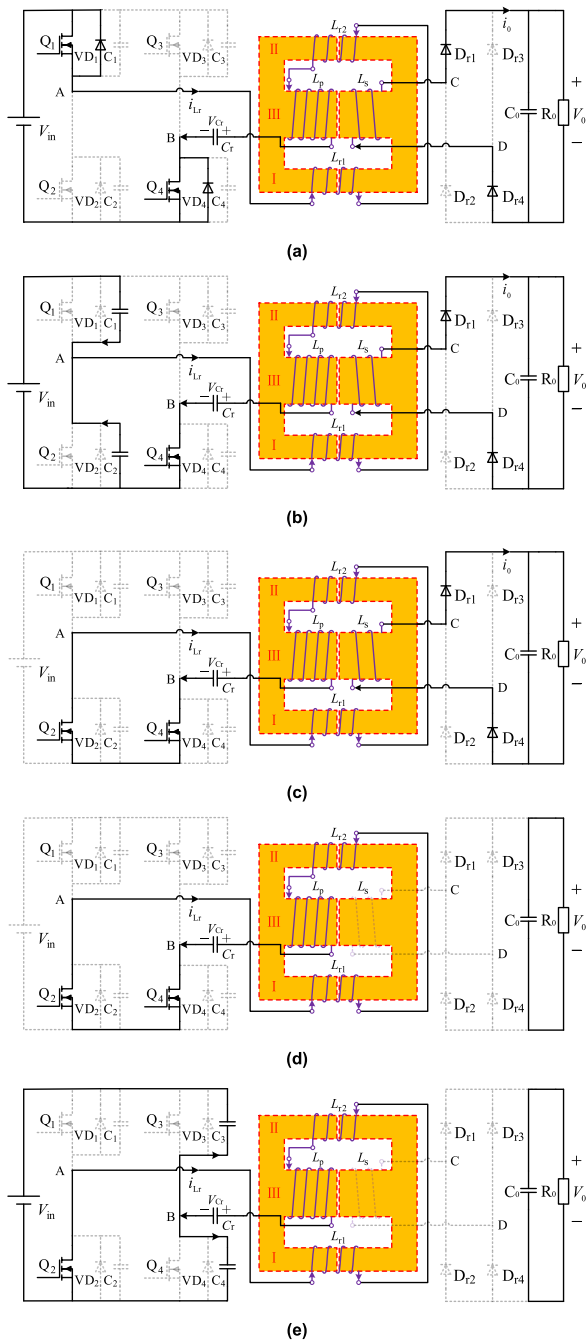 Q1 VD1 C1 Q3 VD3 C3 Lr2 i0
II Dr1 Dr3
Lp Ls C +
A iLr C0 R0 V0
Vin VCr III −
B − + Cr D
Lr1
Q2 VD2 C2 Q4 VD4 C4 I Dr2 Dr4
(a)
Q1 VD1 C1 Q3 VD3 C3 Lr2 i0
II Dr1 Dr3
Lp Ls C +
A iLr C0 R0 V0
Vin VCr III −
B − + Cr D
Lr1
Q2 VD2 C2 Q4 VD4 C4 I Dr2 Dr4
(b)
Q1 VD1 C1 Q3 VD3 C3 Lr2 i0
II Dr1 Dr3
Lp Ls C +
A iLr C0 R0 V0
Vin VCr III −
B − + Cr D
Lr1
Q2 VD2 C2 Q4 VD4 C4 I Dr2 Dr4
(c)
Q1 VD1 C1 Q3 VD3 C3 Lr2
II Dr1 Dr3
Lp Ls C +
A iLr C0 R0 V0
Vin VCr III −
B − + Cr D
Lr1
Q2 VD2 C2 Q4 VD4 C4 I Dr2 Dr4
(d)
Q1 VD1 C1 Q3 VD3 C3 Lr2
II Dr1 Dr3
Lp Ls C +
A iLr C0 R0 V0
Vin VCr III −
B − + Cr D
Lr1
Q2 VD2 C2 Q4 VD4 C4 I Dr2 Dr4
(e)